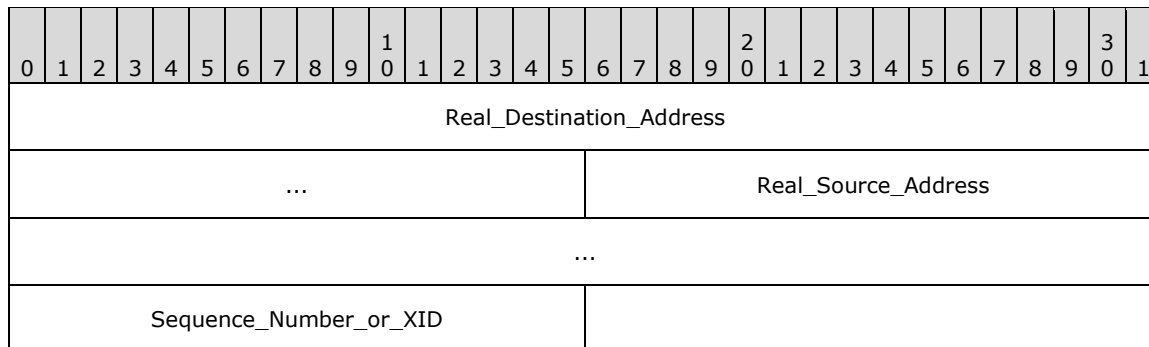 1 2 3
0 1 2 3 4 5 6 7 8 9 0 1 2 3 4 5 6 7 8 9 0 1 2 3 4 5 6 7 8 9 0 1
Real_Destination_Address
... Real_Source_Address
...
Sequence_Number_or_XID